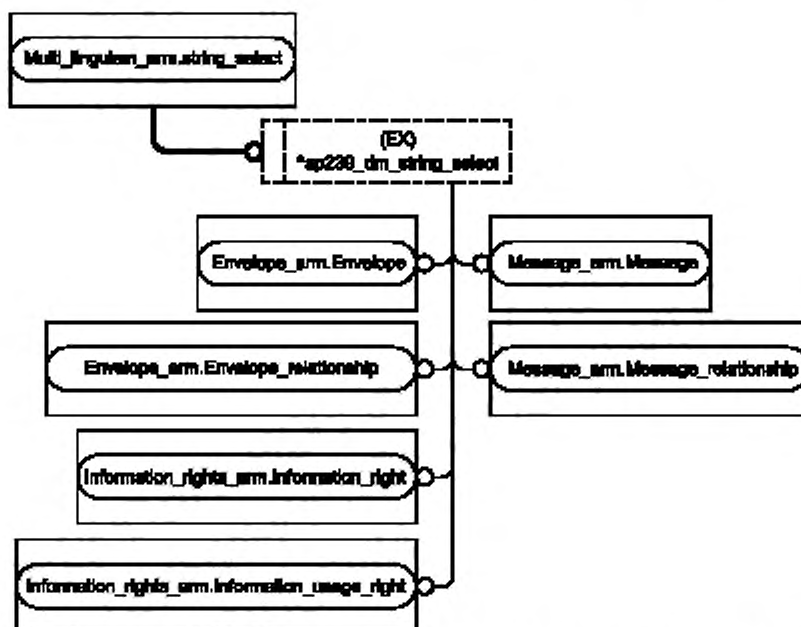 Multi_linguism_arm.string_select
(EX)
*ap239_dm_string_select
Envelope_arm.Envelope
Message_arm.Message
Envelope_arm.Envelope_relationship
Message_arm.Message_relationship
Information_rights_arm.Information_right
Information_rights_arm.Information_usage_right